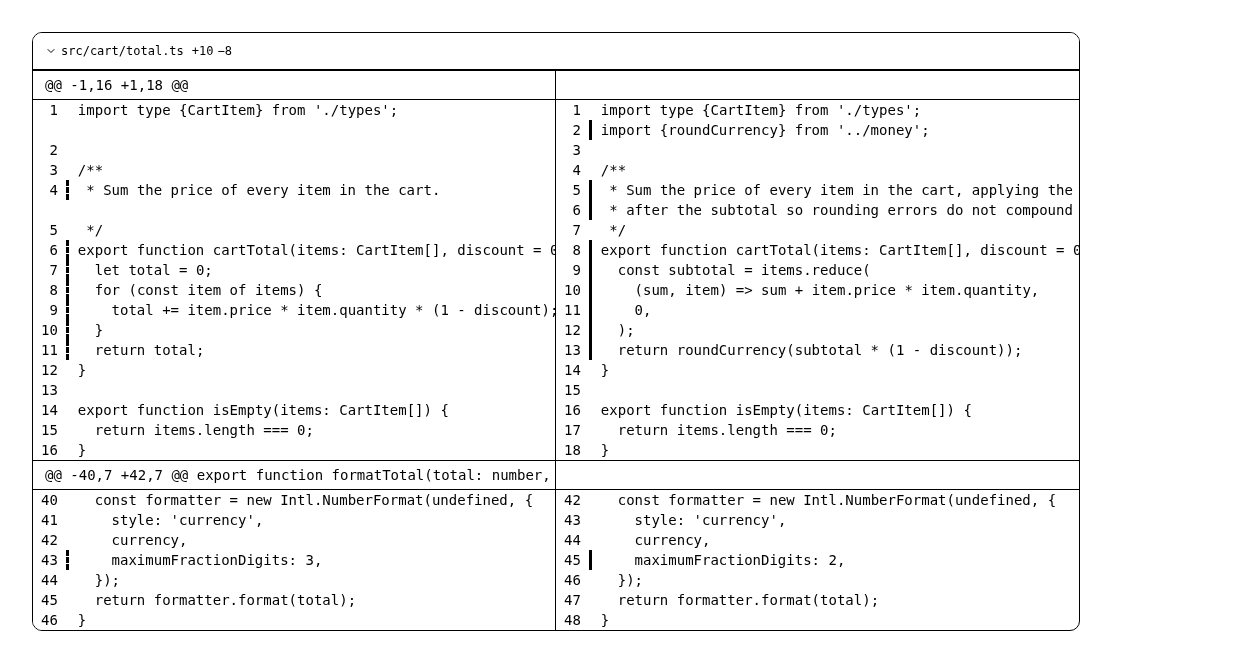 src/cart/total.ts +10 −8
@@ -1,16 +1,18 @@
1 import type {CartItem} from './types';
2
3 /**
4  * Sum the price of every item in the cart.
5  */
6 export function cartTotal(items: CartItem[], discount = 0
7   let total = 0;
8   for (const item of items) {
9     total += item.price * item.quantity * (1 - discount);
10   }
11   return total;
12 }
13
14 export function isEmpty(items: CartItem[]) {
15   return items.length === 0;
16 }
1 import type {CartItem} from './types';
2 import {roundCurrency} from '../money';
3
4 /**
5  * Sum the price of every item in the cart, applying the
6  * after the subtotal so rounding errors do not compound
7  */
8 export function cartTotal(items: CartItem[], discount = 0
9   const subtotal = items.reduce(
10     (sum, item) => sum + item.price * item.quantity,
11     0,
12   );
13   return roundCurrency(subtotal * (1 - discount));
14 }
15
16 export function isEmpty(items: CartItem[]) {
17   return items.length === 0;
18 }
@@ -40,7 +42,7 @@ export function formatTotal(total: number,
40   const formatter = new Intl.NumberFormat(undefined, {
41     style: 'currency',
42     currency,
43     maximumFractionDigits: 3,
44   });
45   return formatter.format(total);
46 }
42   const formatter = new Intl.NumberFormat(undefined, {
43     style: 'currency',
44     currency,
45     maximumFractionDigits: 2,
46   });
47   return formatter.format(total);
48 }